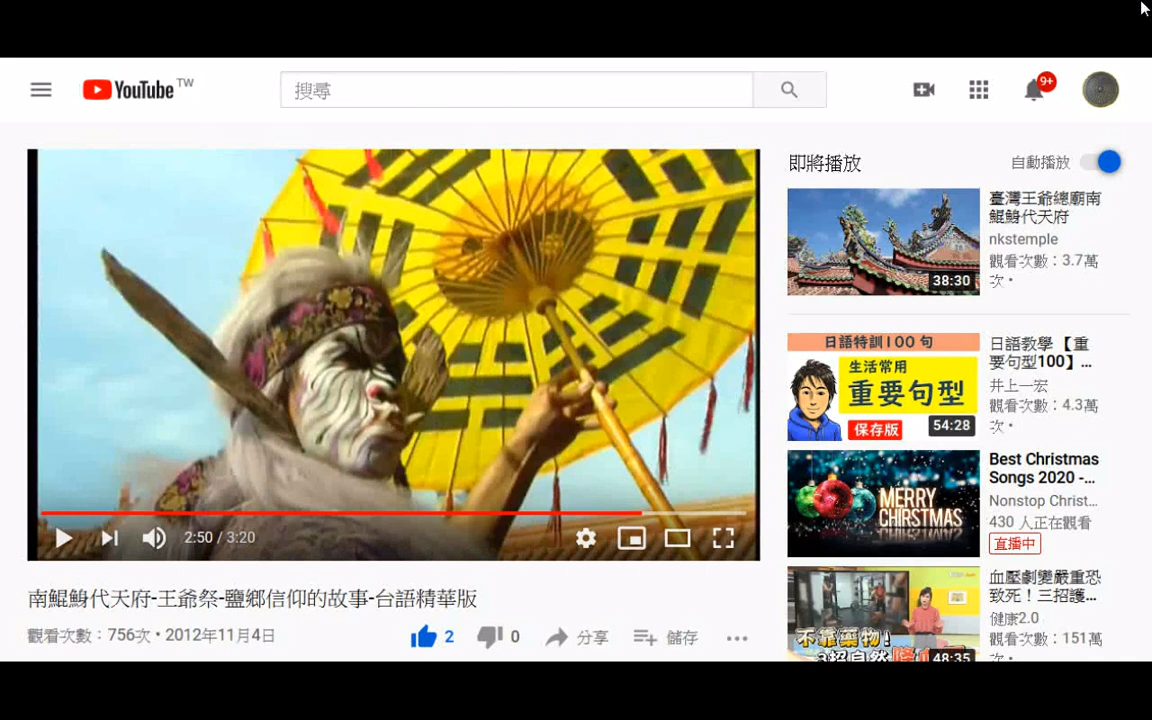 YouTube TW
搜尋
9+
2:50 / 3:20
南鯤鯓代天府-王爺祭-鹽鄉信仰的故事-台語精華版
觀看次數：756次 • 2012年11月4日
2
0
分享
儲存
即將播放
自動播放
38:30
臺灣王爺總廟南
鯤鯓代天府
nkstemple
觀看次數：3.7萬
次 •
日語特訓100句
生活常用
重要句型
保存版
54:28
日語教學【重
要句型100】...
井上一宏
觀看次數：4.3萬
次 •
MERRY
CHIRSTMAS
Best Christmas
Songs 2020 -...
Nonstop Christ...
430 人正在觀看
直播中
不靠藥物!
3招自然降
48:35
血壓劇變嚴重恐
致死！三招護...
健康2.0
觀看次數：151萬
次 •